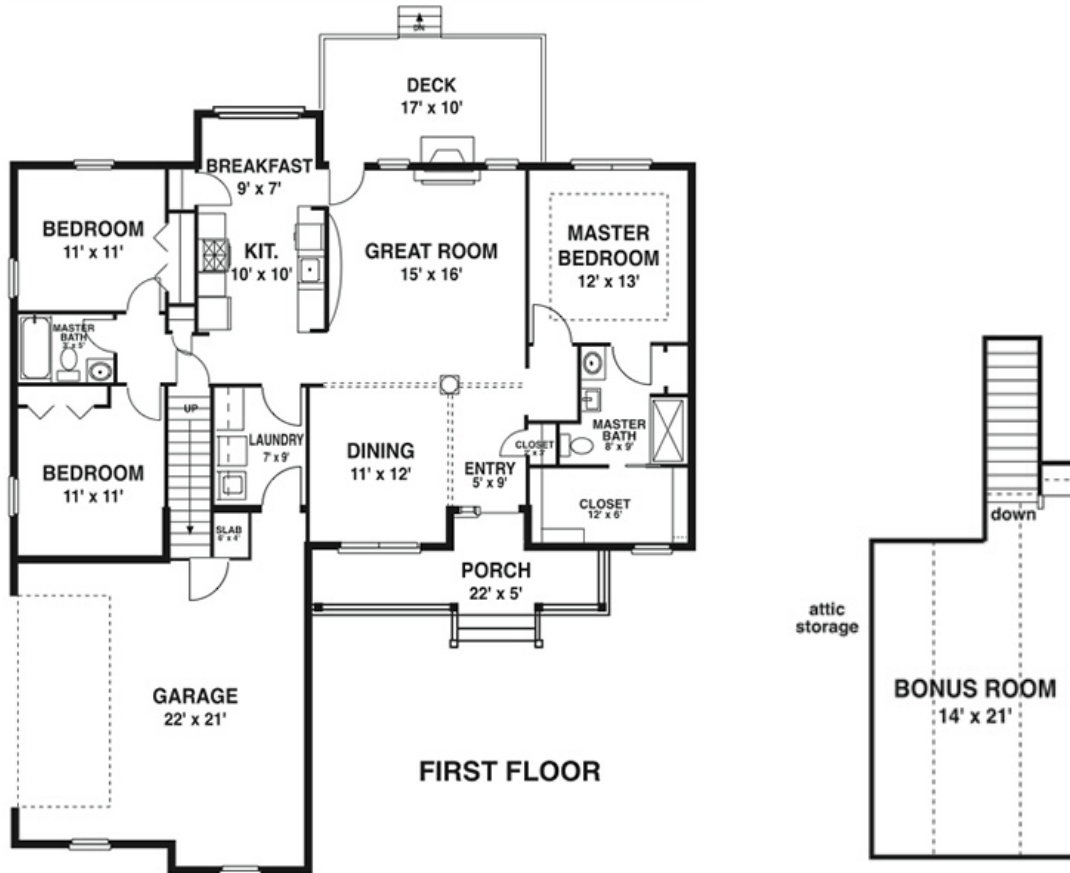 DN
DECK
17' x 10'
BREAKFAST
9' x 7'
BEDROOM
11' x 11'
KIT.
10' x 10'
GREAT ROOM
15' x 16'
MASTER
BEDROOM
12' x 13'
MASTER
BATH
UP
LAUNDRY
7' x 9'
DINING
11' x 12'
ENTRY
5' x 9'
CLOSET
MASTER
BATH
8' x 9'
BEDROOM
11' x 11'
CLOSET
12' x 6'
SLAB
6' x 4'
PORCH
22' x 5'
GARAGE
22' x 21'
FIRST FLOOR
down
attic
storage
BONUS ROOM
14' x 21'